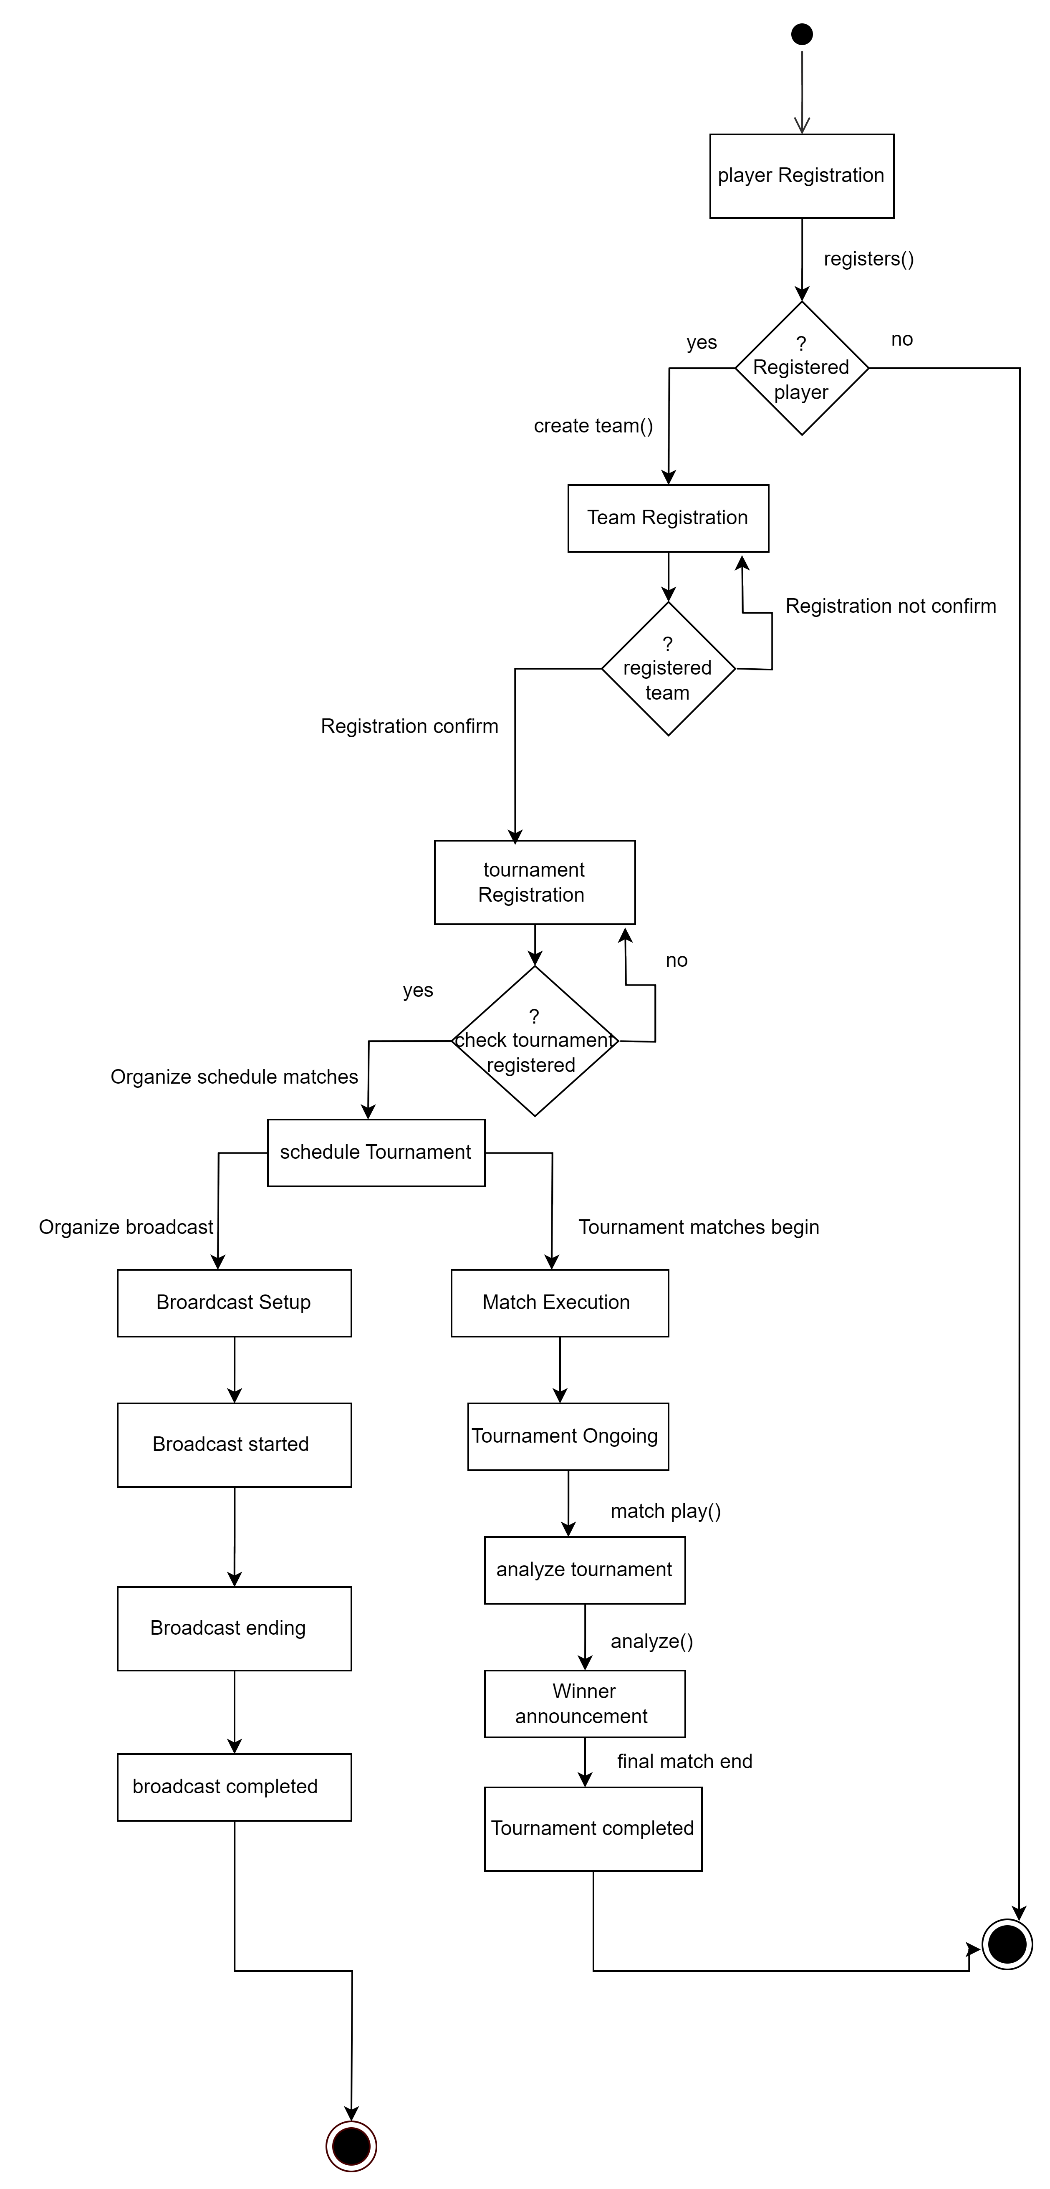 player Registration
registers()
yes
no
?
Registered
player
create team()
Team Registration
Registration not confirm
?
registered
team
Registration confirm
tournament
Registration
no
yes
?
check tournament
registered
Organize schedule matches
schedule Tournament
Organize broadcast
Tournament matches begin
Broardcast Setup
Match Execution
Broadcast started
Tournament Ongoing
match play()
analyze tournament
Broadcast ending
analyze()
Winner
announcement
final match end
broadcast completed
Tournament completed